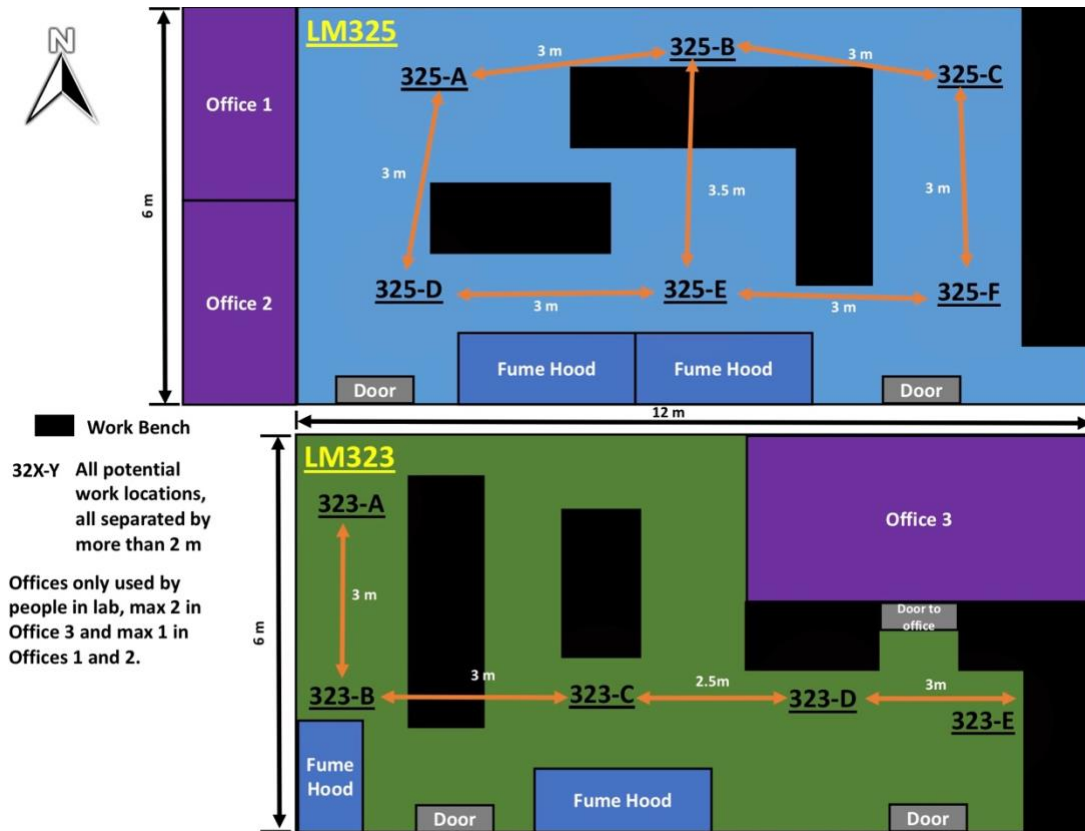 N
LM325
325-A
3 m
325-B
3 m
325-C
Office 1
3 m
3.5 m
3 m
6 m
Office 2
325-D
3 m
325-E
3 m
325-F
Fume Hood
Fume Hood
Door
Door
12 m
Work Bench
32X-Y All potential
work locations,
all separated by
more than 2 m
Offices only used by
people in lab, max 2 in
Office 3 and max 1 in
Offices 1 and 2.
LM323
323-A
3 m
6 m
Office 3
Door to
office
323-B
3 m
323-C
2.5m
323-D
3m
323-E
Fume
Hood
Door
Fume Hood
Door